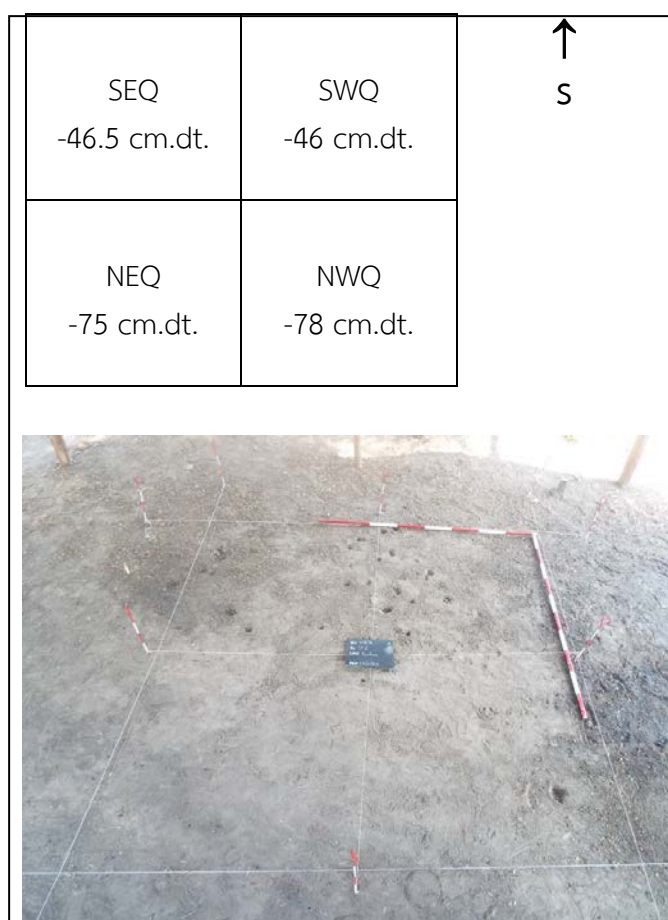 SEQ
-46.5 cm.dt.
SWQ
-46 cm.dt.
NEQ
-75 cm.dt.
NWQ
-78 cm.dt.
↑
S